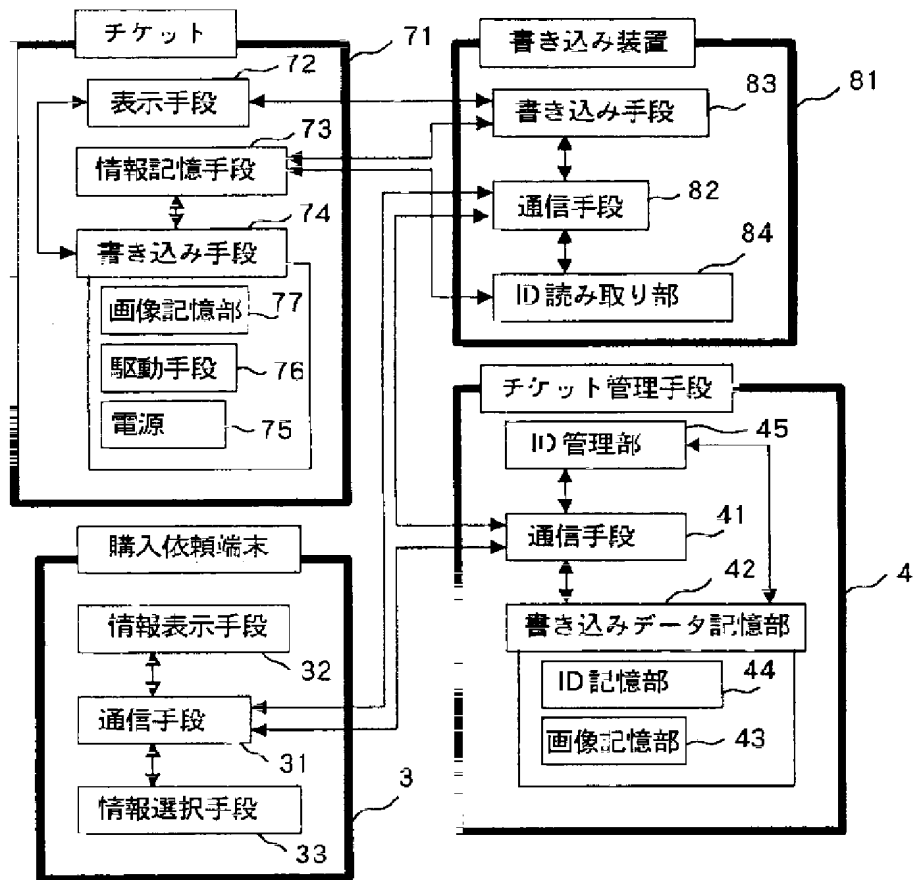 チケット
71
72
表示手段
73
情報記憶手段
74
書き込み手段
画像記憶部
77
駆動手段
76
電源
75
書き込み装置
81
83
書き込み手段
通信手段
82
84
ID読み取り部
チケット管理手段
45
ID管理部
41
通信手段
4
42
書き込みデータ記憶部
ID記憶部
44
画像記憶部
43
購入依頼端末
情報表示手段
32
通信手段
31
3
情報選択手段
33